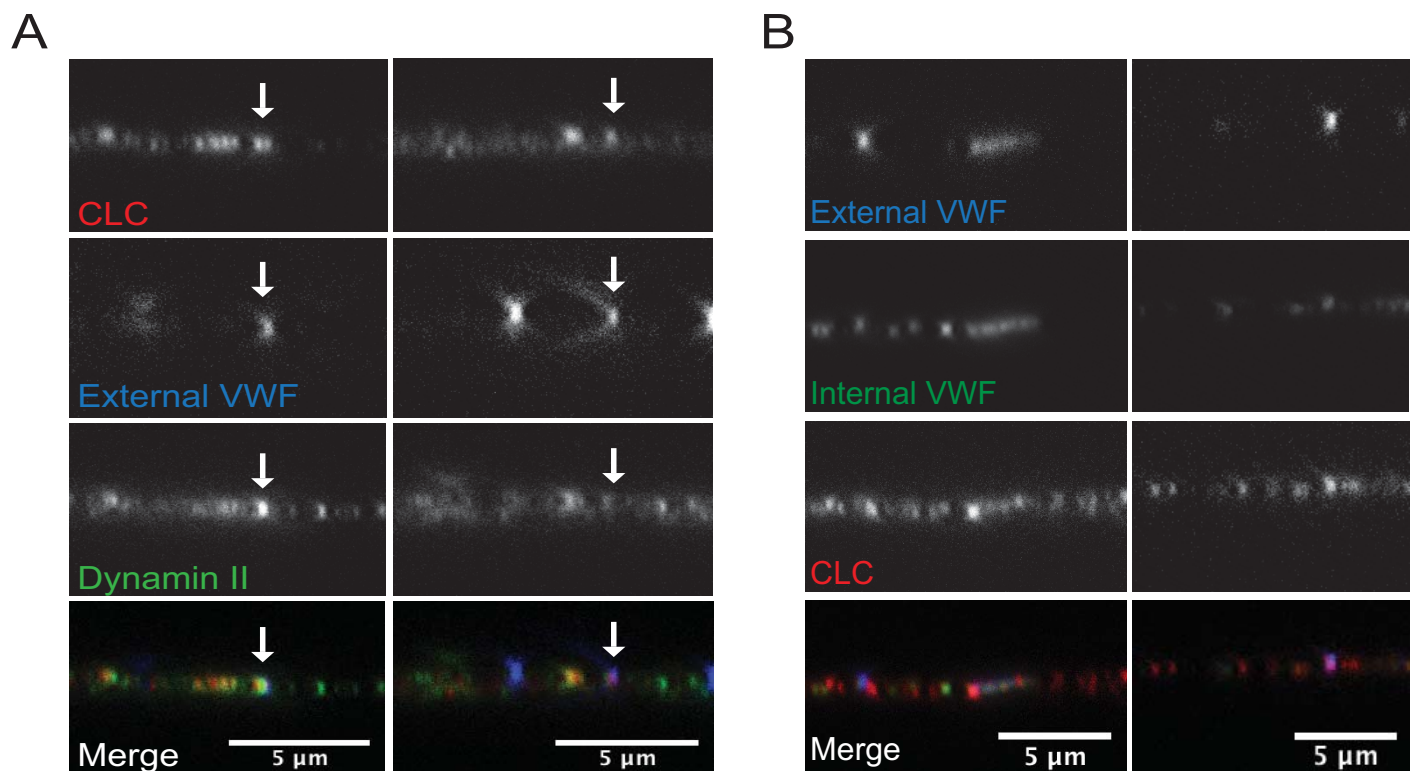 A
B
CLC
External VWF
Dynamin II
Merge
5 µm
5 µm
External VWF
Internal VWF
CLC
Merge
5 µm
5 µm